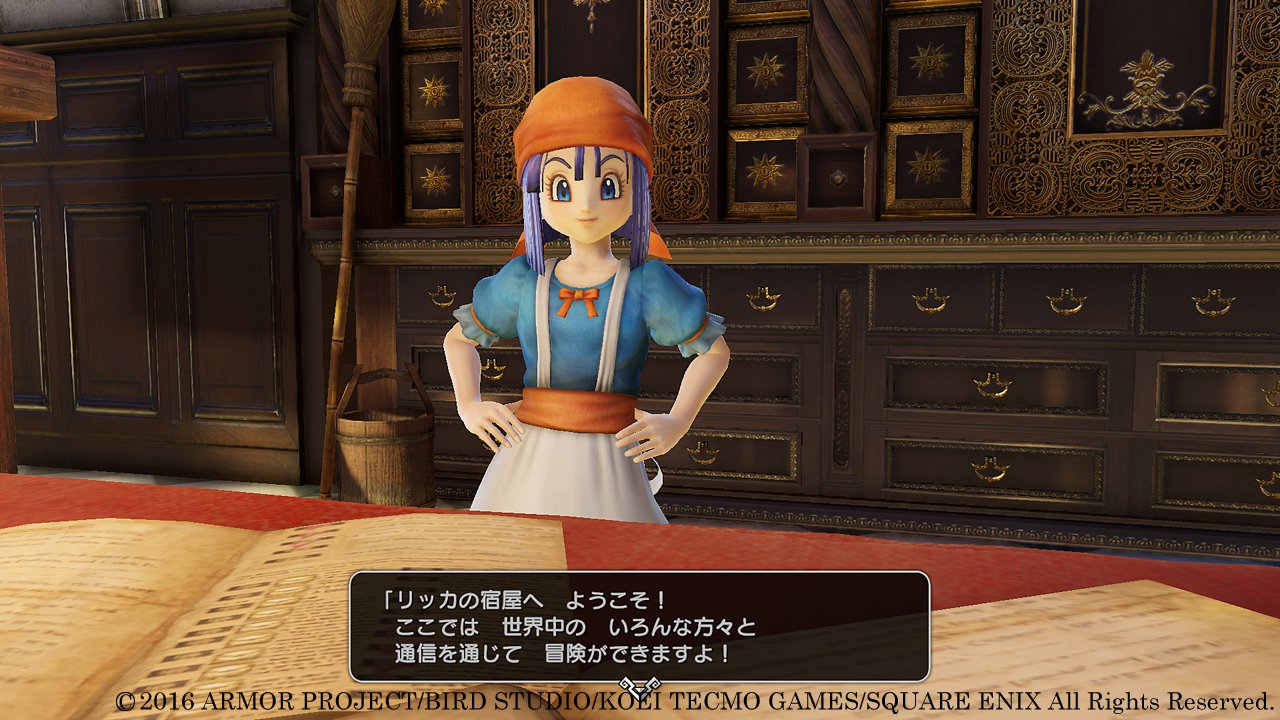 「リッカの宿屋へ　ようこそ！
ここでは　世界中の　いろんな方々と
通信を通じて　冒険ができますよ！
©2016 ARMOR PROJECT/BIRD STUDIO/KOEI TECMO GAMES/SQUARE ENIX All Rights Reserved.